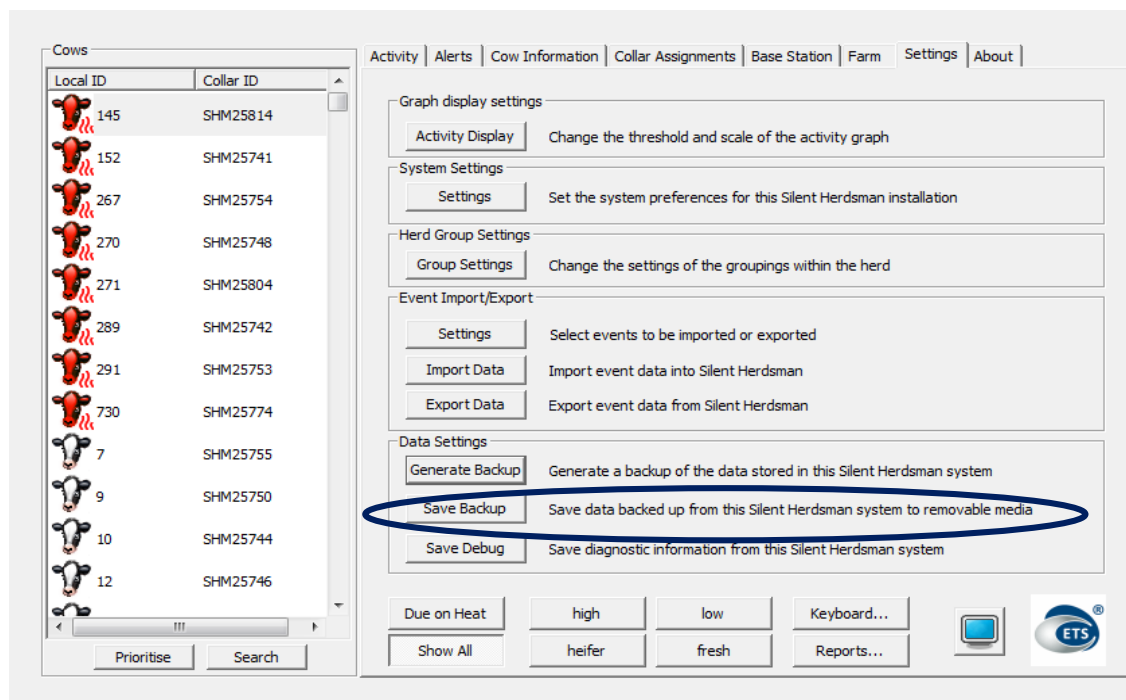 Cows
Local ID Collar ID
145 SHM25814
152 SHM25741
267 SHM25754
270 SHM25748
271 SHM25804
289 SHM25742
291 SHM25753
730 SHM25774
7 SHM25755
9 SHM25750
10 SHM25744
12 SHM25746
Prioritise Search
Activity Alerts Cow Information Collar Assignments Base Station Farm Settings About
Graph display settings
Activity Display Change the threshold and scale of the activity graph
System Settings
Settings Set the system preferences for this Silent Herdsman installation
Herd Group Settings
Group Settings Change the settings of the groupings within the herd
Event Import/Export
Settings Select events to be imported or exported
Import Data Import event data into Silent Herdsman
Export Data Export event data from Silent Herdsman
Data Settings
Generate Backup Generate a backup of the data stored in this Silent Herdsman system
Save Backup Save data backed up from this Silent Herdsman system to removable media
Save Debug Save diagnostic information from this Silent Herdsman system
Due on Heat high low Keyboard...
Show All heifer fresh Reports...
ETS ®